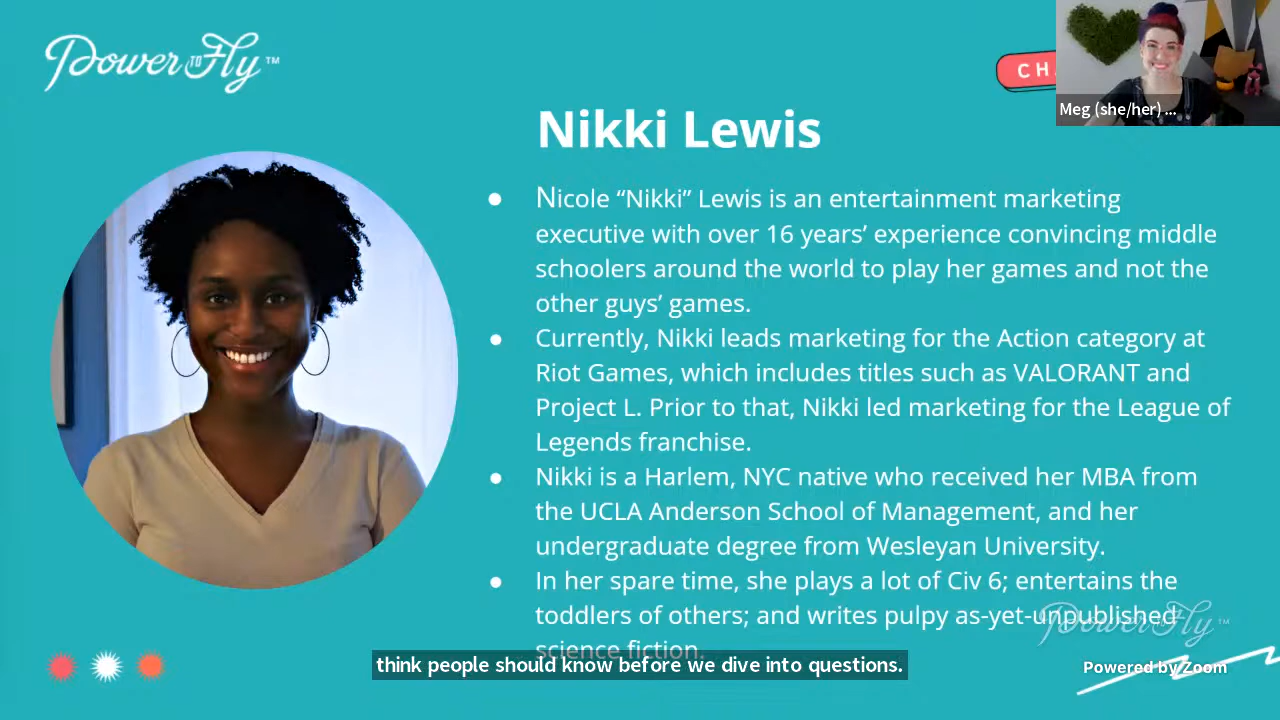 Power TO Fly™
CHA
Meg (she/her) ...
Nikki Lewis
● Nicole “Nikki” Lewis is an entertainment marketing
executive with over 16 years’ experience convincing middle
schoolers around the world to play her games and not the
other guys’ games.
● Currently, Nikki leads marketing for the Action category at
Riot Games, which includes titles such as VALORANT and
Project L. Prior to that, Nikki led marketing for the League of
Legends franchise.
● Nikki is a Harlem, NYC native who received her MBA from
the UCLA Anderson School of Management, and her
undergraduate degree from Wesleyan University.
● In her spare time, she plays a lot of Civ 6; entertains the
toddlers of others; and writes pulpy as-yet-unpublished
science fiction.
Power TO Fly™
think people should know before we dive into questions.
Powered by Zoom